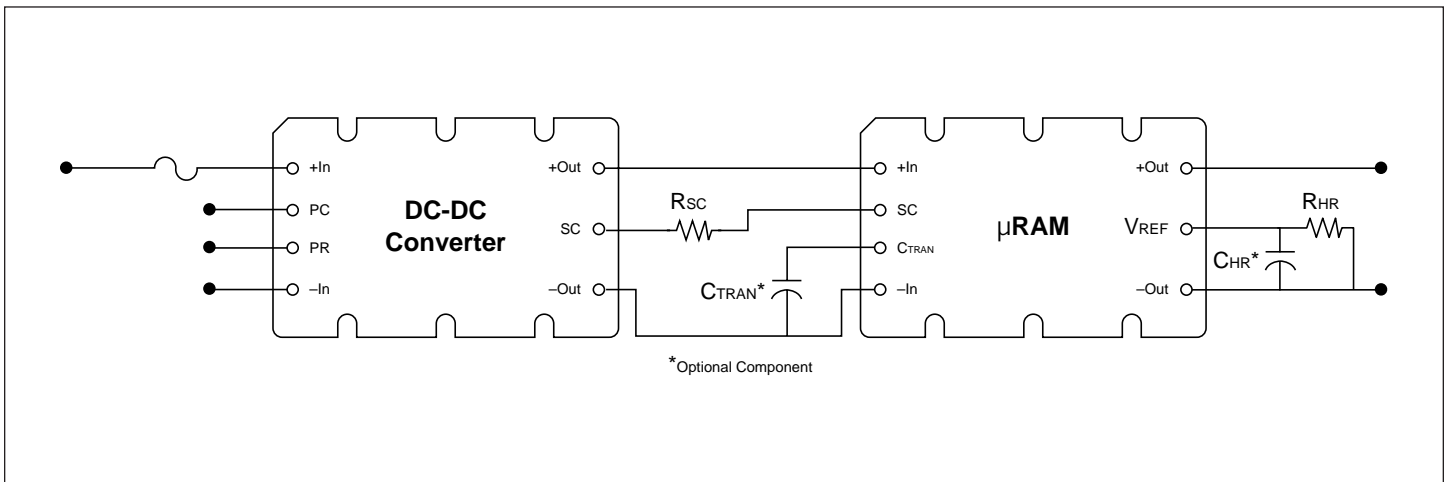 +In
PC
PR
–In
DC-DC
Converter
+Out
SC
–Out
RSC
CTRAN*
+In
SC
CTRAN
–In
µRAM
+Out
VREF
–Out
RHR
CHR*
*Optional Component